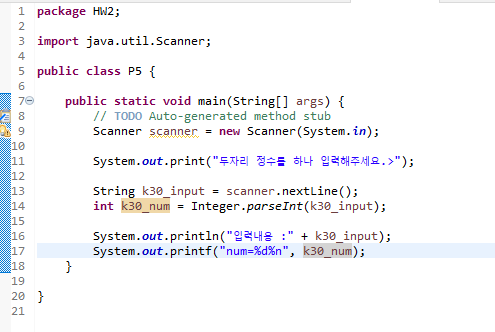 1 package HW2;
2
3 import java.util.Scanner;
4
5 public class P5 {
6
7 public static void main(String[] args) {
8 // TODO Auto-generated method stub
9 Scanner scanner = new Scanner(System.in);
10
11 System.out.print("두자리 정수를 하나 입력해주세요.>");
12
13 String k30_input = scanner.nextLine();
14 int k30_num = Integer.parseInt(k30_input);
15
16 System.out.println("입력내용 :" + k30_input);
17 System.out.printf("num=%d%n", k30_num);
18 }
19
20 }
21